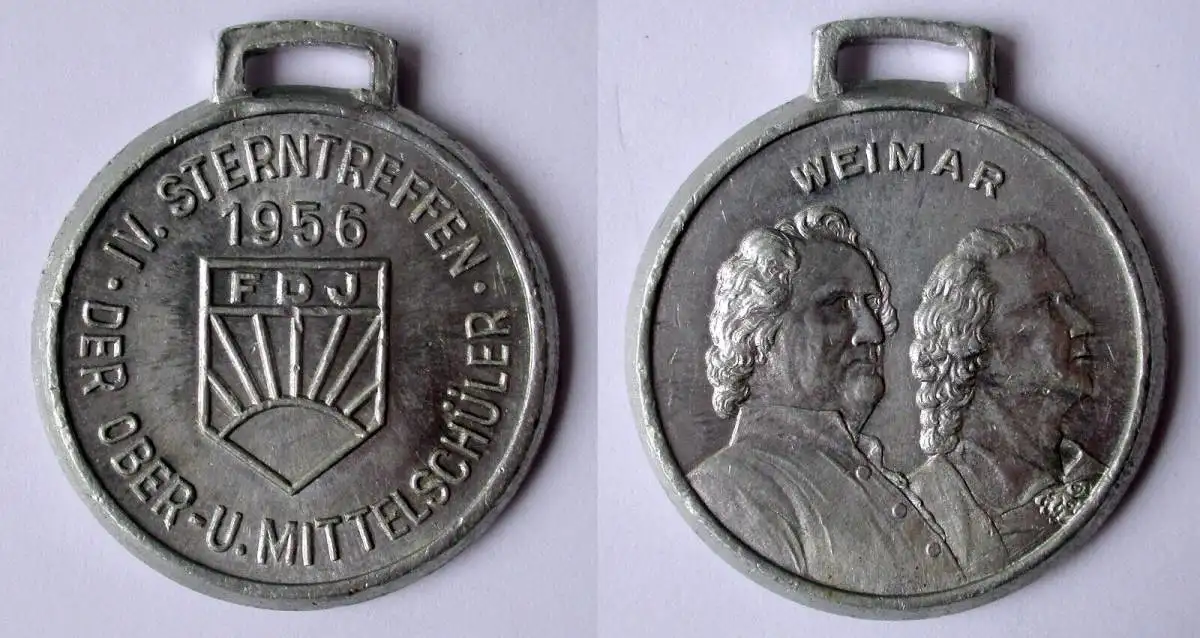 · IV. STERNTREFFEN ·
DER OBER-U. MITTELSCHÜLER
1956
FDJ
WEIMAR